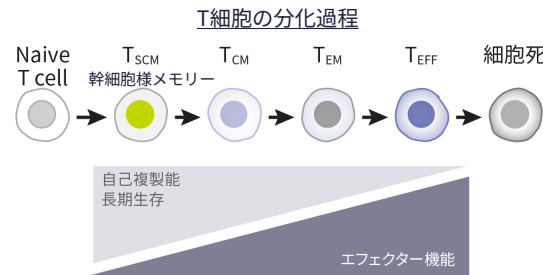 T細胞の分化過程
Naive
T cell
TSCM
幹細胞様メモリー
TCM
TEM
TEFF
細胞死
自己複製能
長期生存
エフェクター機能